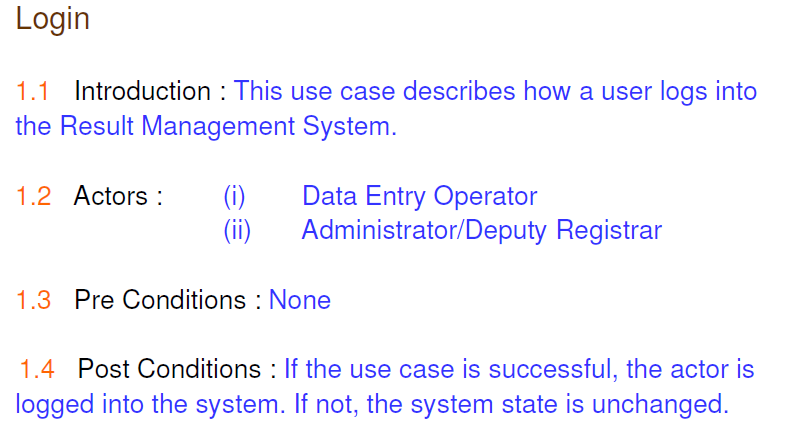 Login
1.1 Introduction : This use case describes how a user logs into
the Result Management System.
1.2 Actors : (i) Data Entry Operator
(ii) Administrator/Deputy Registrar
1.3 Pre Conditions : None
1.4 Post Conditions : If the use case is successful, the actor is
logged into the system. If not, the system state is unchanged.